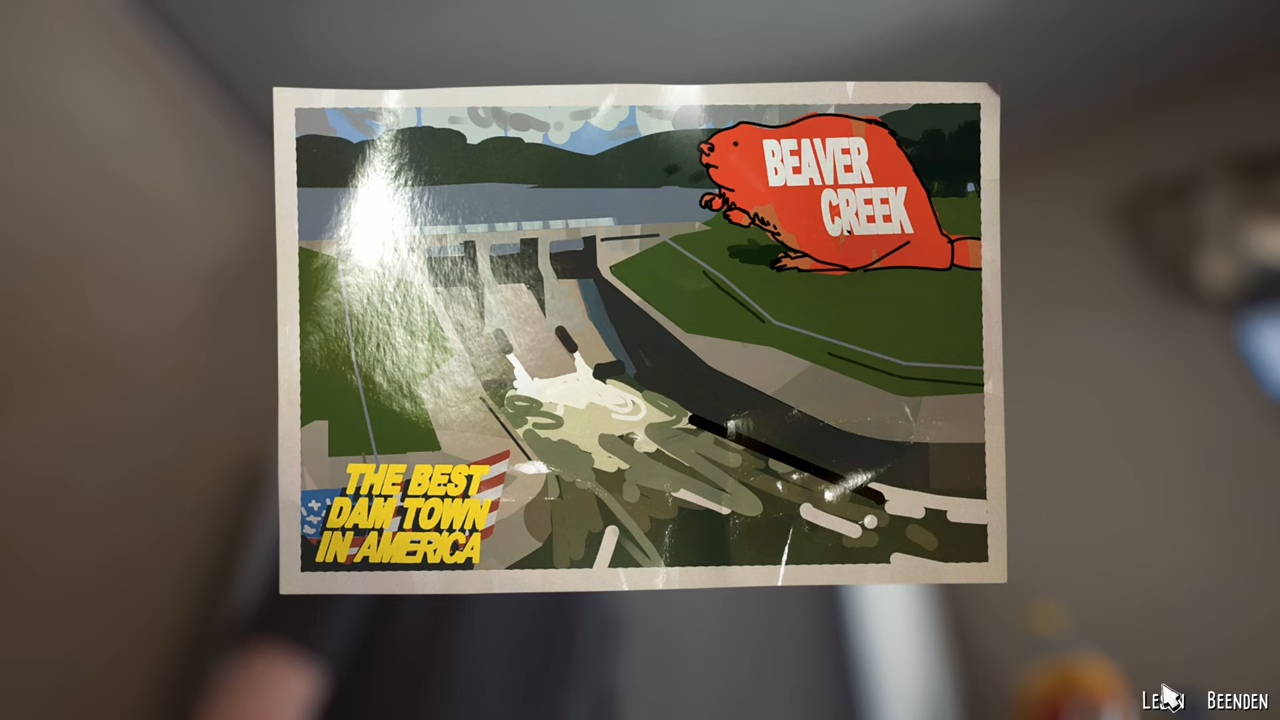 BEAVER
CREEK
THE BEST
DAM TOWN
IN AMERICA
BEENDEN